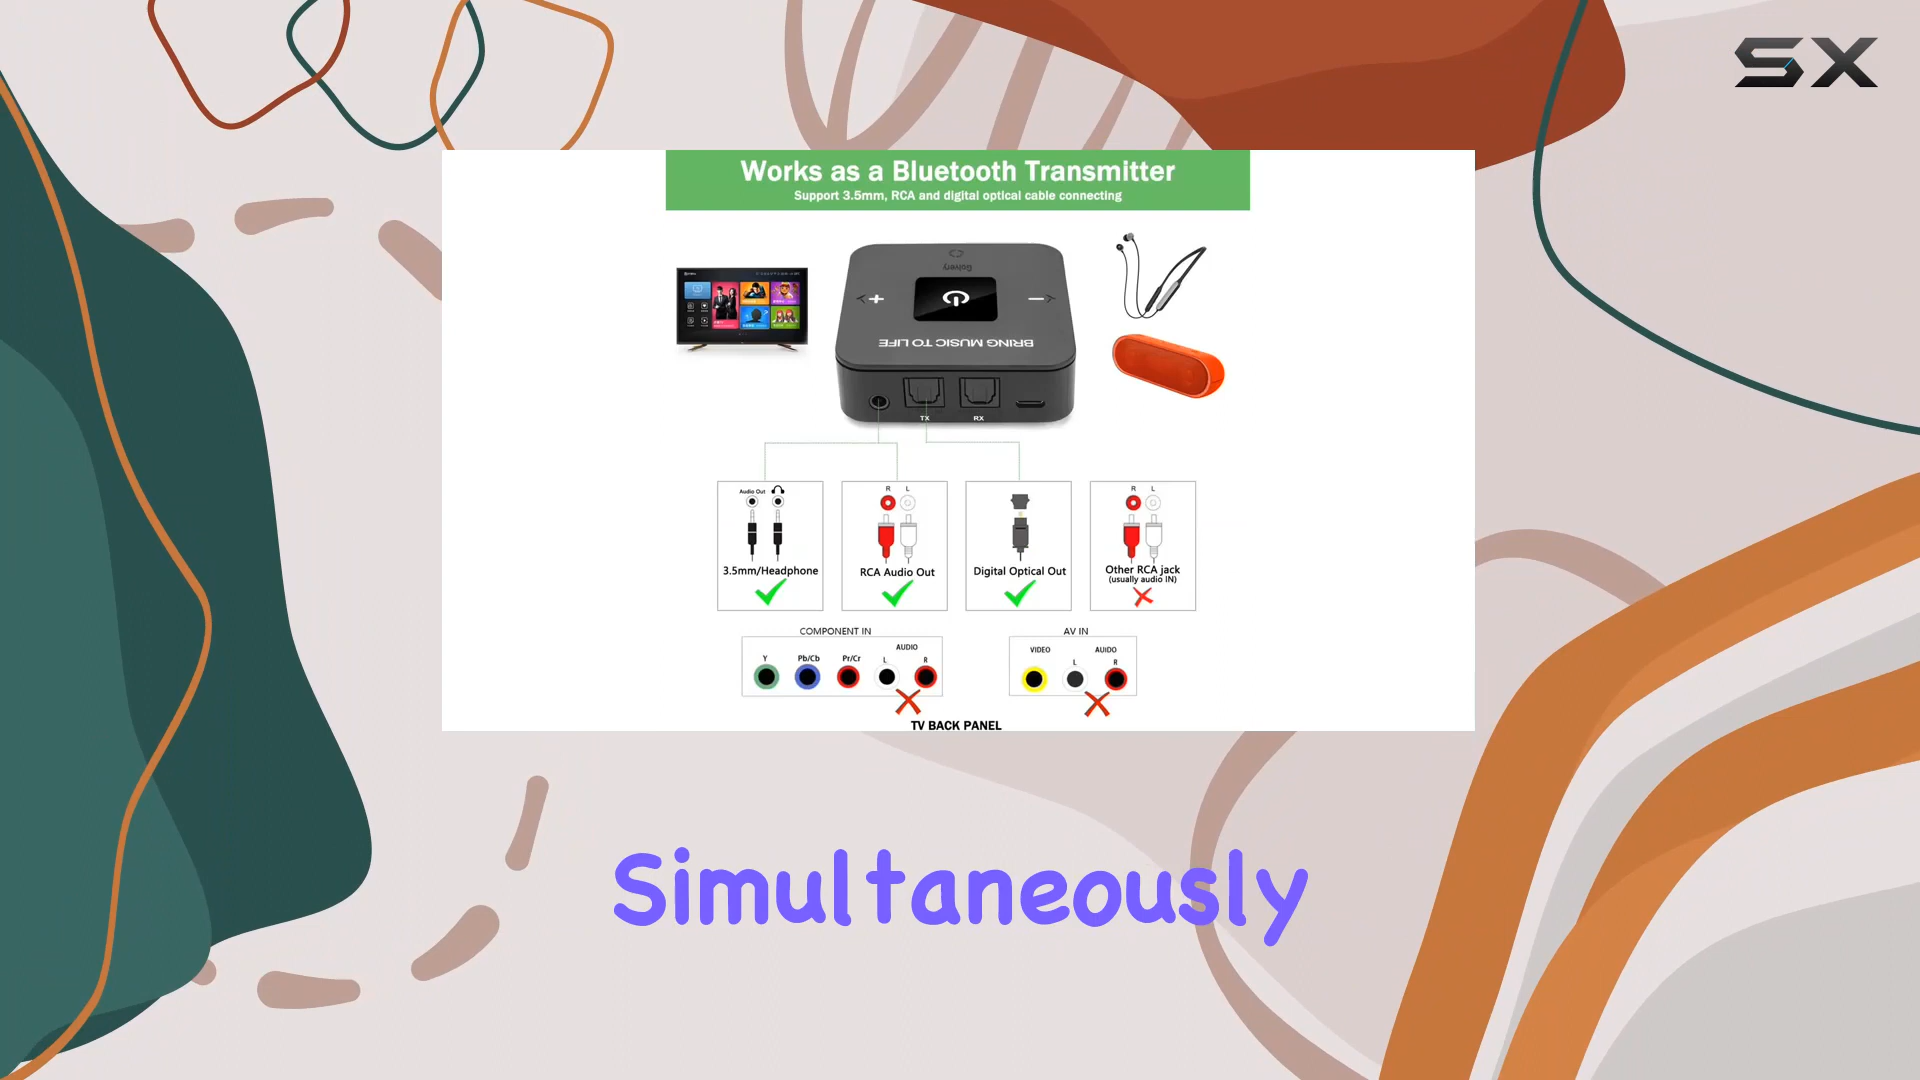 SX
Works as a Bluetooth Transmitter
Support 3.5mm, RCA and digital optical cable connecting
Golvery
+
−
BRING MUSIC TO LIFE
TX RX
Audio Out
R L
R L
3.5mm/Headphone
RCA Audio Out
Digital Optical Out
Other RCA jack
(usually audio IN)
COMPONENT IN
AUDIO
Y Pb/Cb Pr/Cr L R
AV IN
VIDEO AUIDO
L R
TV BACK PANEL
Simultaneously